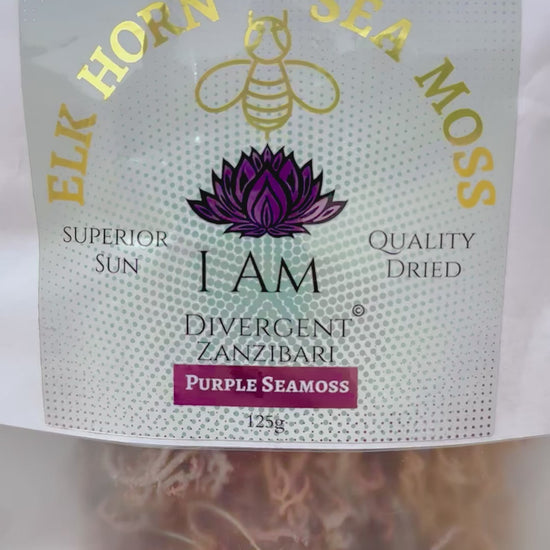 ELK HORN SEA MOSS
SUPERIOR
SUN
QUALITY
DRIED
I AM
DIVERGENT©
ZANZIBARI
PURPLE SEAMOSS
125g